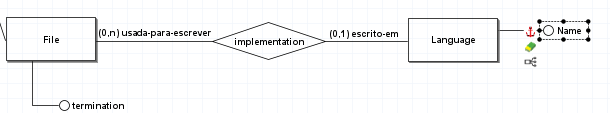 File
(0,n) usada-para-escrever
implementation
(0,1) escrito-em
Language
Name
termination